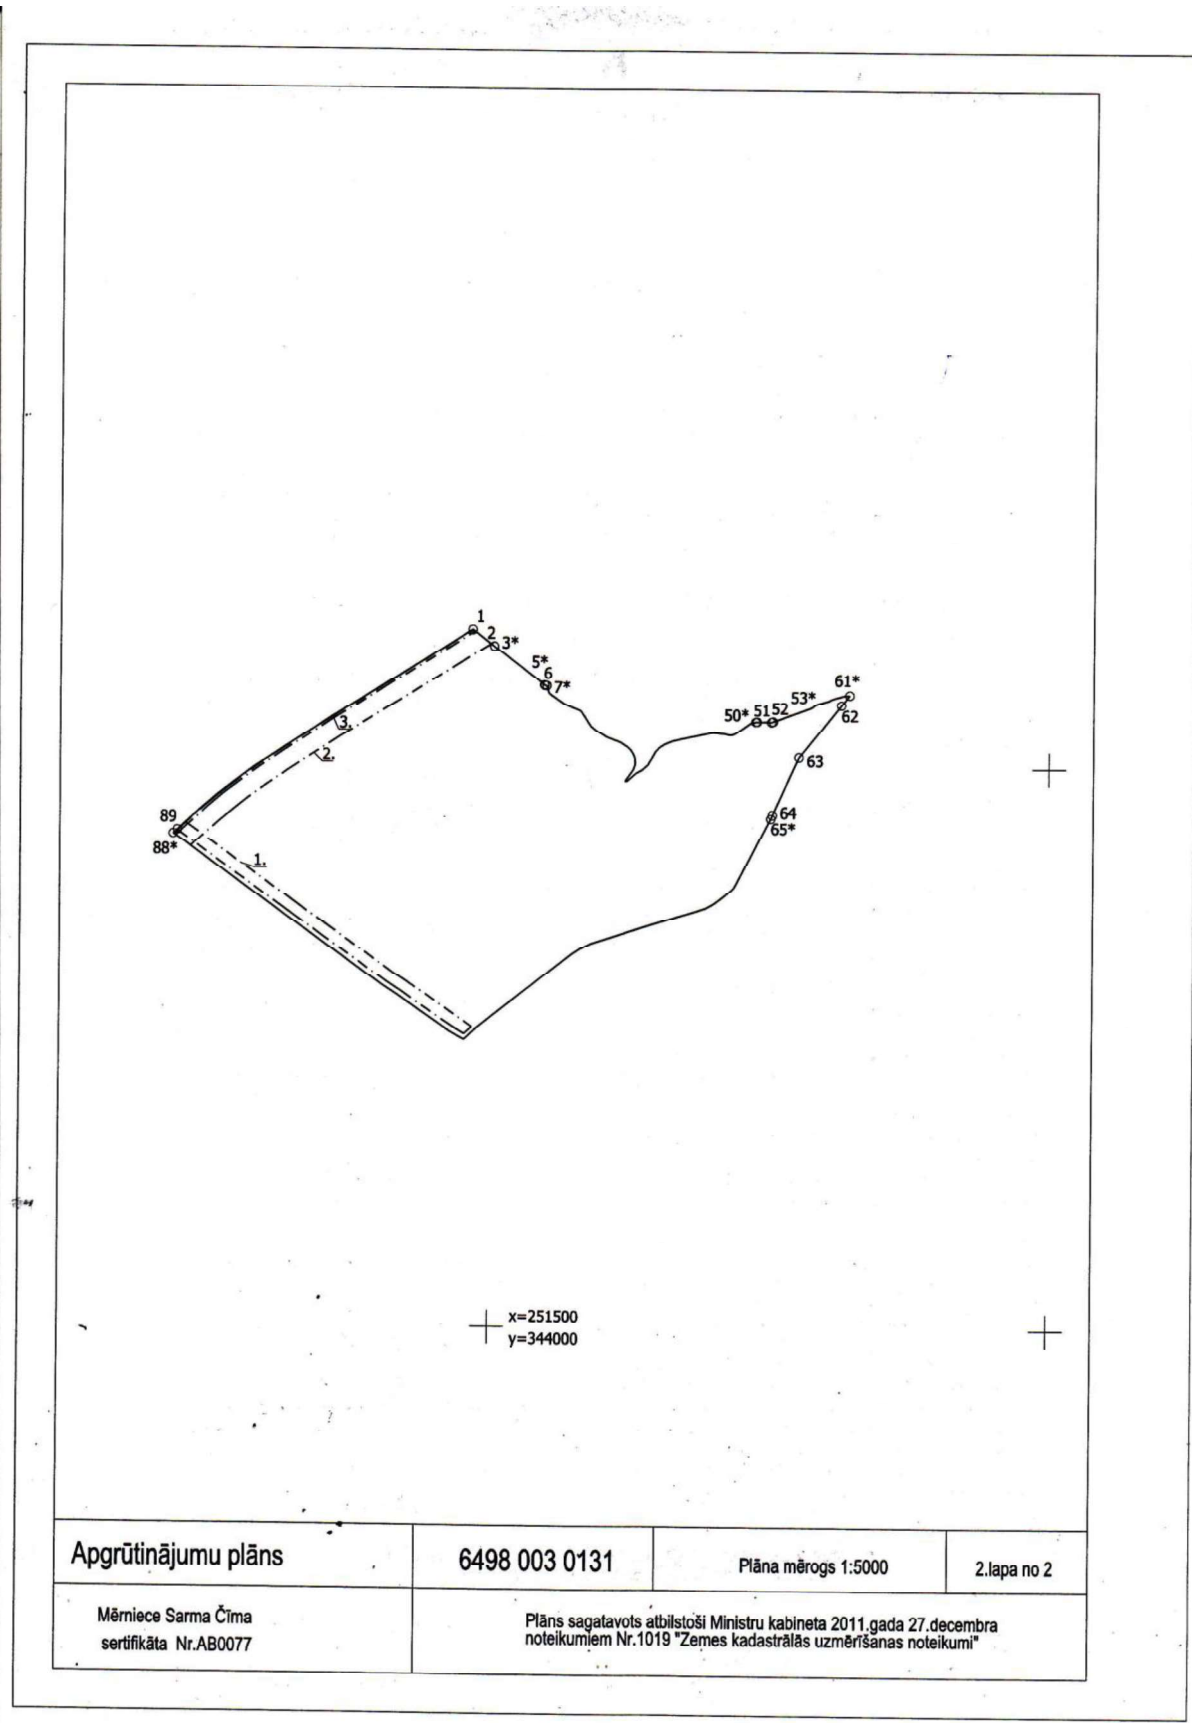 1
2
3*
5*
6
7*
50*
51
52
53*
61*
62
63
64
65*
3.
2.
89
88*
1.
x=251500
y=344000
Apgrūtinājumu plāns
6498 003 0131
Plāna mērogs 1:5000
2.lapa no 2
Mērniece Sarma Čīma
sertifikāta Nr.AB0077
Plāns sagatavots atbilstoši Ministru kabineta 2011.gada 27.decembra
noteikumiem Nr.1019 "Zemes kadastrālās uzmērīšanas noteikumi"